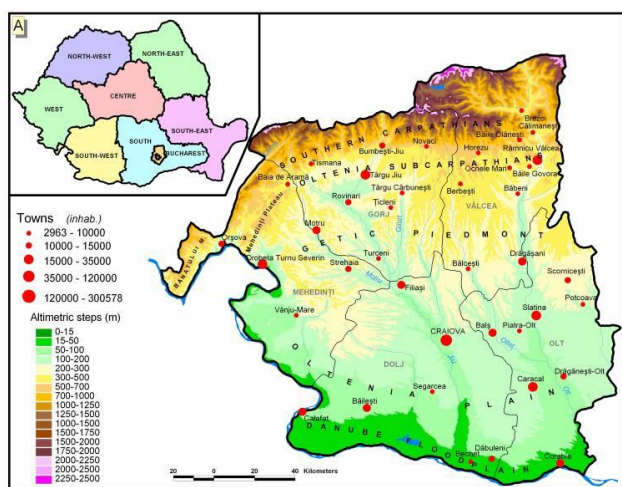 A
NORTH-WEST
NORTH-EAST
CENTRE
WEST
SOUTH-EAST
SOUTH
SOUTH-WEST
BUCHAREST
Towns (inhab.)
2963 - 10000
10000 - 15000
15000 - 35000
35000 - 120000
120000 - 300578
Altimetric steps (m)
0-15
15-50
50-100
100-200
200-300
300-500
500-700
700-1000
1000-1250
1250-1500
1000-1500
1500-1750
1500-2000
1750-2000
2000-2225
2000-2500
2250-2500
SOUTHERN CARPATHIANS
OLTENIA SUBCARPATHIANS
GETIC PIEDMONT
OLTENIA PLAIN
DANUBE FLOODPLAIN
BANATULUI M.
Mehedinți Plateau
Brezoi
Călimanești
Băile Olănești
Râmnicu Vâlcea
Novaci
Horezu
Bumbești-Jiu
Ocnele Mari
Băile Govora
Tismana
Târgu Jiu
Baia de Aramă
Târgu Cărbunești
Berbești
Băbeni
Rovinari
Ticleni
GORJ
VÂLCEA
Gilort
Motru
Orșova
Drobeta Turnu Severin
Strehaia
Turceni
Bălcești
Drăgășani
Scornicești
Motru
Filiași
MEHEDINȚI
Potcoava
Vânju-Mare
Slatina
CRAIOVA
Balș
Piatra-Olt
Olteț
OLT
Jiu
DOLJ
Drăgănești-Olt
Caracal
Olt
Segarcea
Băilești
Calafat
Dăbuleni
Bechet
Corabia
20 0 20 40 Kilometers